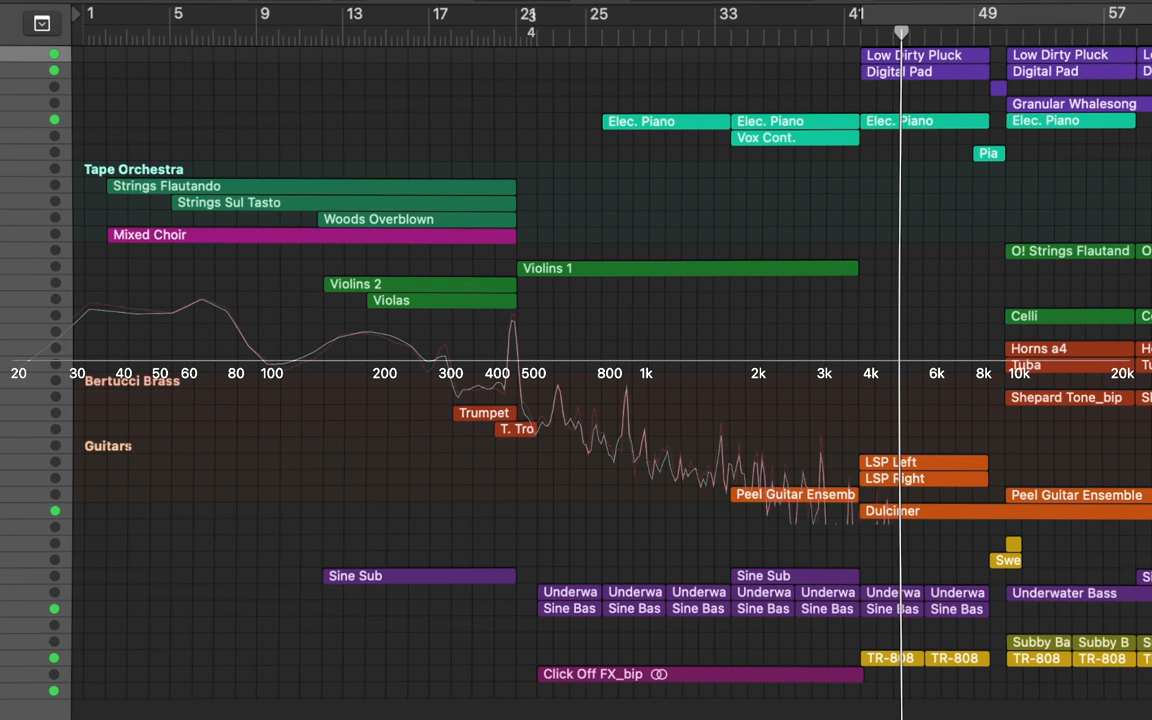 1 5 9 13 17 23 25 33 41 49 57
3
4
Low Dirty Pluck Low Dirty Pluck L
Digital Pad Digital Pad D
Granular Whalesong
Elec. Piano Elec. Piano Elec. Piano Elec. Piano
Vox Cont.
Pia
Tape Orchestra
Strings Flautando
Strings Sul Tasto
Woods Overblown
Mixed Choir
O! Strings Flautand O
Violins 1
Violins 2
Violas
Celli C
Horns a4 H
Tuba
20 30 40 50 60 80 100 200 300 400 500 800 1k 2k 3k 4k 6k 8k 10k 20k
Bertucci Brass
Shepard Tone_bip S
Trumpet
T. Tro
Guitars
LSP Left
LSP Right
Peel Guitar Ensemb Peel Guitar Ensemble
Dulcimer
Swe
Sine Sub Sine Sub Si
Underwa Underwa Underwa Underwa Underwa Underwa Underwa Underwater Bass
Sine Bas Sine Bas Sine Bas Sine Bas Sine Bas Sine Bas Sine Bas
Subby Ba Subby B S
TR-808 TR-808 TR-808 TR-808 T
Click Off FX_bip